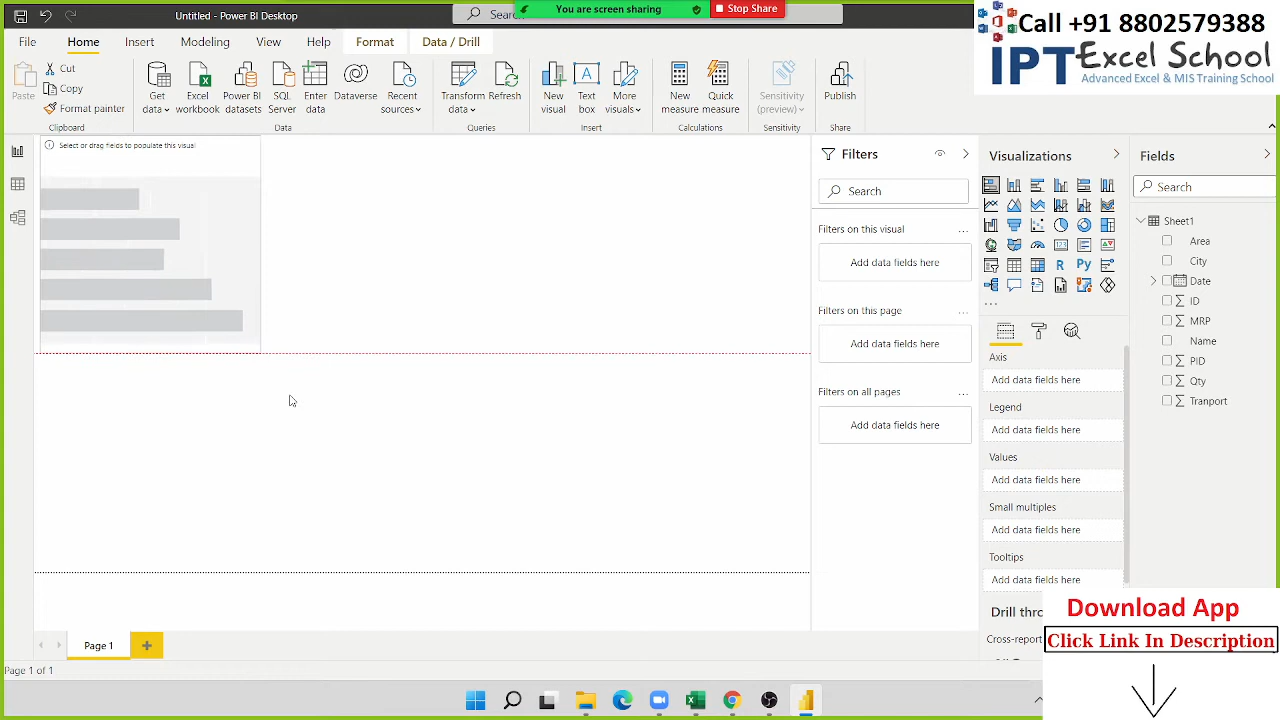 Untitled - Power BI Desktop
Sear
You are screen sharing
Stop Share
Call +91 8802579388
IPT Excel School
Advanced Excel & MIS Training School
File
Home
Insert
Modeling
View
Help
Format
Data / Drill
Paste
Cut
Copy
Format painter
Get data
Excel workbook
Power BI datasets
SQL Server
Enter data
Dataverse
Recent sources
Transform data
Refresh
New visual
Text box
More visuals
New measure
Quick measure
Sensitivity (preview)
Publish
Clipboard
Data
Queries
Insert
Calculations
Sensitivity
Share
Select or drag fields to populate this visual
Filters
Search
Filters on this visual
...
Add data fields here
Filters on this page
...
Add data fields here
Filters on all pages
...
Add data fields here
Visualizations
R
Py
...
Axis
Add data fields here
Legend
Add data fields here
Values
Add data fields here
Small multiples
Add data fields here
Tooltips
Add data fields here
Drill thr
Cross-report
Fields
Search
Sheet1
Area
City
Date
ID
MRP
Name
PID
Qty
Tranport
Download App
Click Link In Description
Page 1
Page 1 of 1